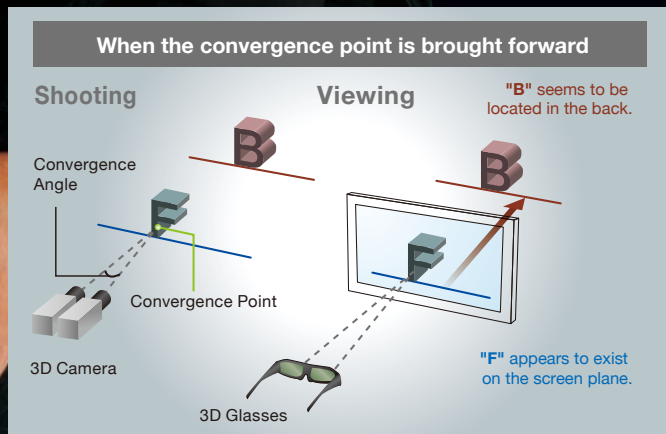 When the convergence point is brought forward
Shooting
Viewing
"B" seems to be
located in the back.
B
B
Convergence
Angle
F
F
Convergence Point
3D Camera
"F" appears to exist
on the screen plane.
3D Glasses